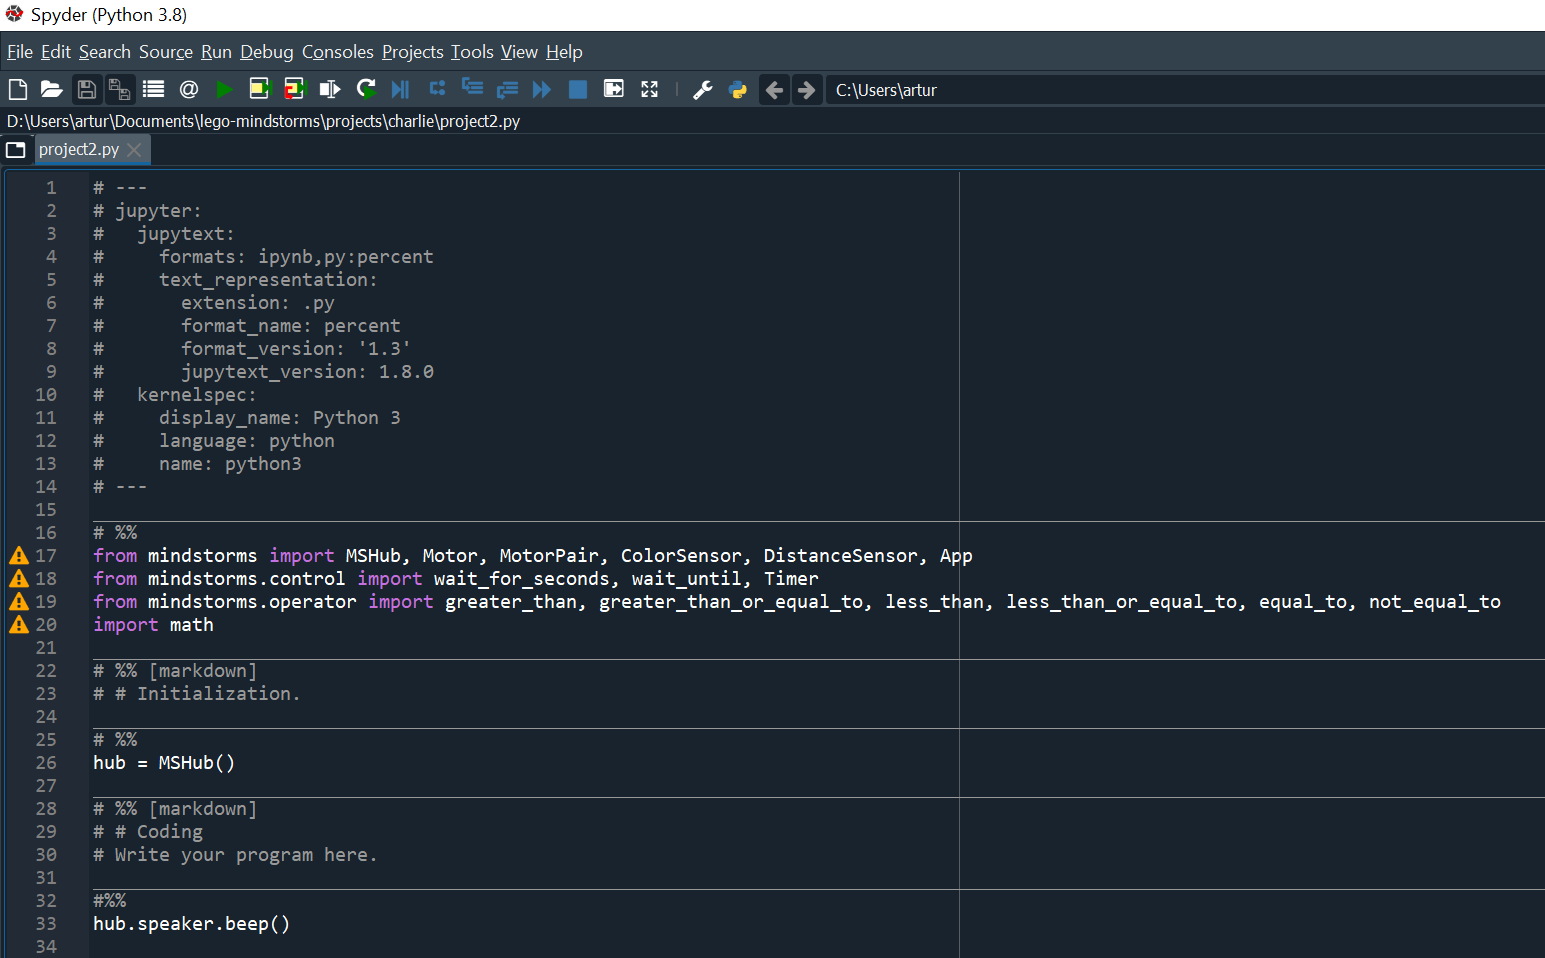 Spyder (Python 3.8)
File Edit Search Source Run Debug Consoles Projects Tools View Help
C:\Users\artur
D:\Users\artur\Documents\lego-mindstorms\projects\charlie\project2.py
project2.py
1 # ---
2 # jupyter:
3 #   jupytext:
4 #     formats: ipynb,py:percent
5 #     text_representation:
6 #       extension: .py
7 #       format_name: percent
8 #       format_version: '1.3'
9 #       jupytext_version: 1.8.0
10 #   kernelspec:
11 #     display_name: Python 3
12 #     language: python
13 #     name: python3
14 # ---
15
16 # %%
17 from mindstorms import MSHub, Motor, MotorPair, ColorSensor, DistanceSensor, App
18 from mindstorms.control import wait_for_seconds, wait_until, Timer
19 from mindstorms.operator import greater_than, greater_than_or_equal_to, less_than, less_than_or_equal_to, equal_to, not_equal_to
20 import math
21
22 # %% [markdown]
23 # # Initialization.
24
25 # %%
26 hub = MSHub()
27
28 # %% [markdown]
29 # # Coding
30 # Write your program here.
31
32 #%%
33 hub.speaker.beep()
34